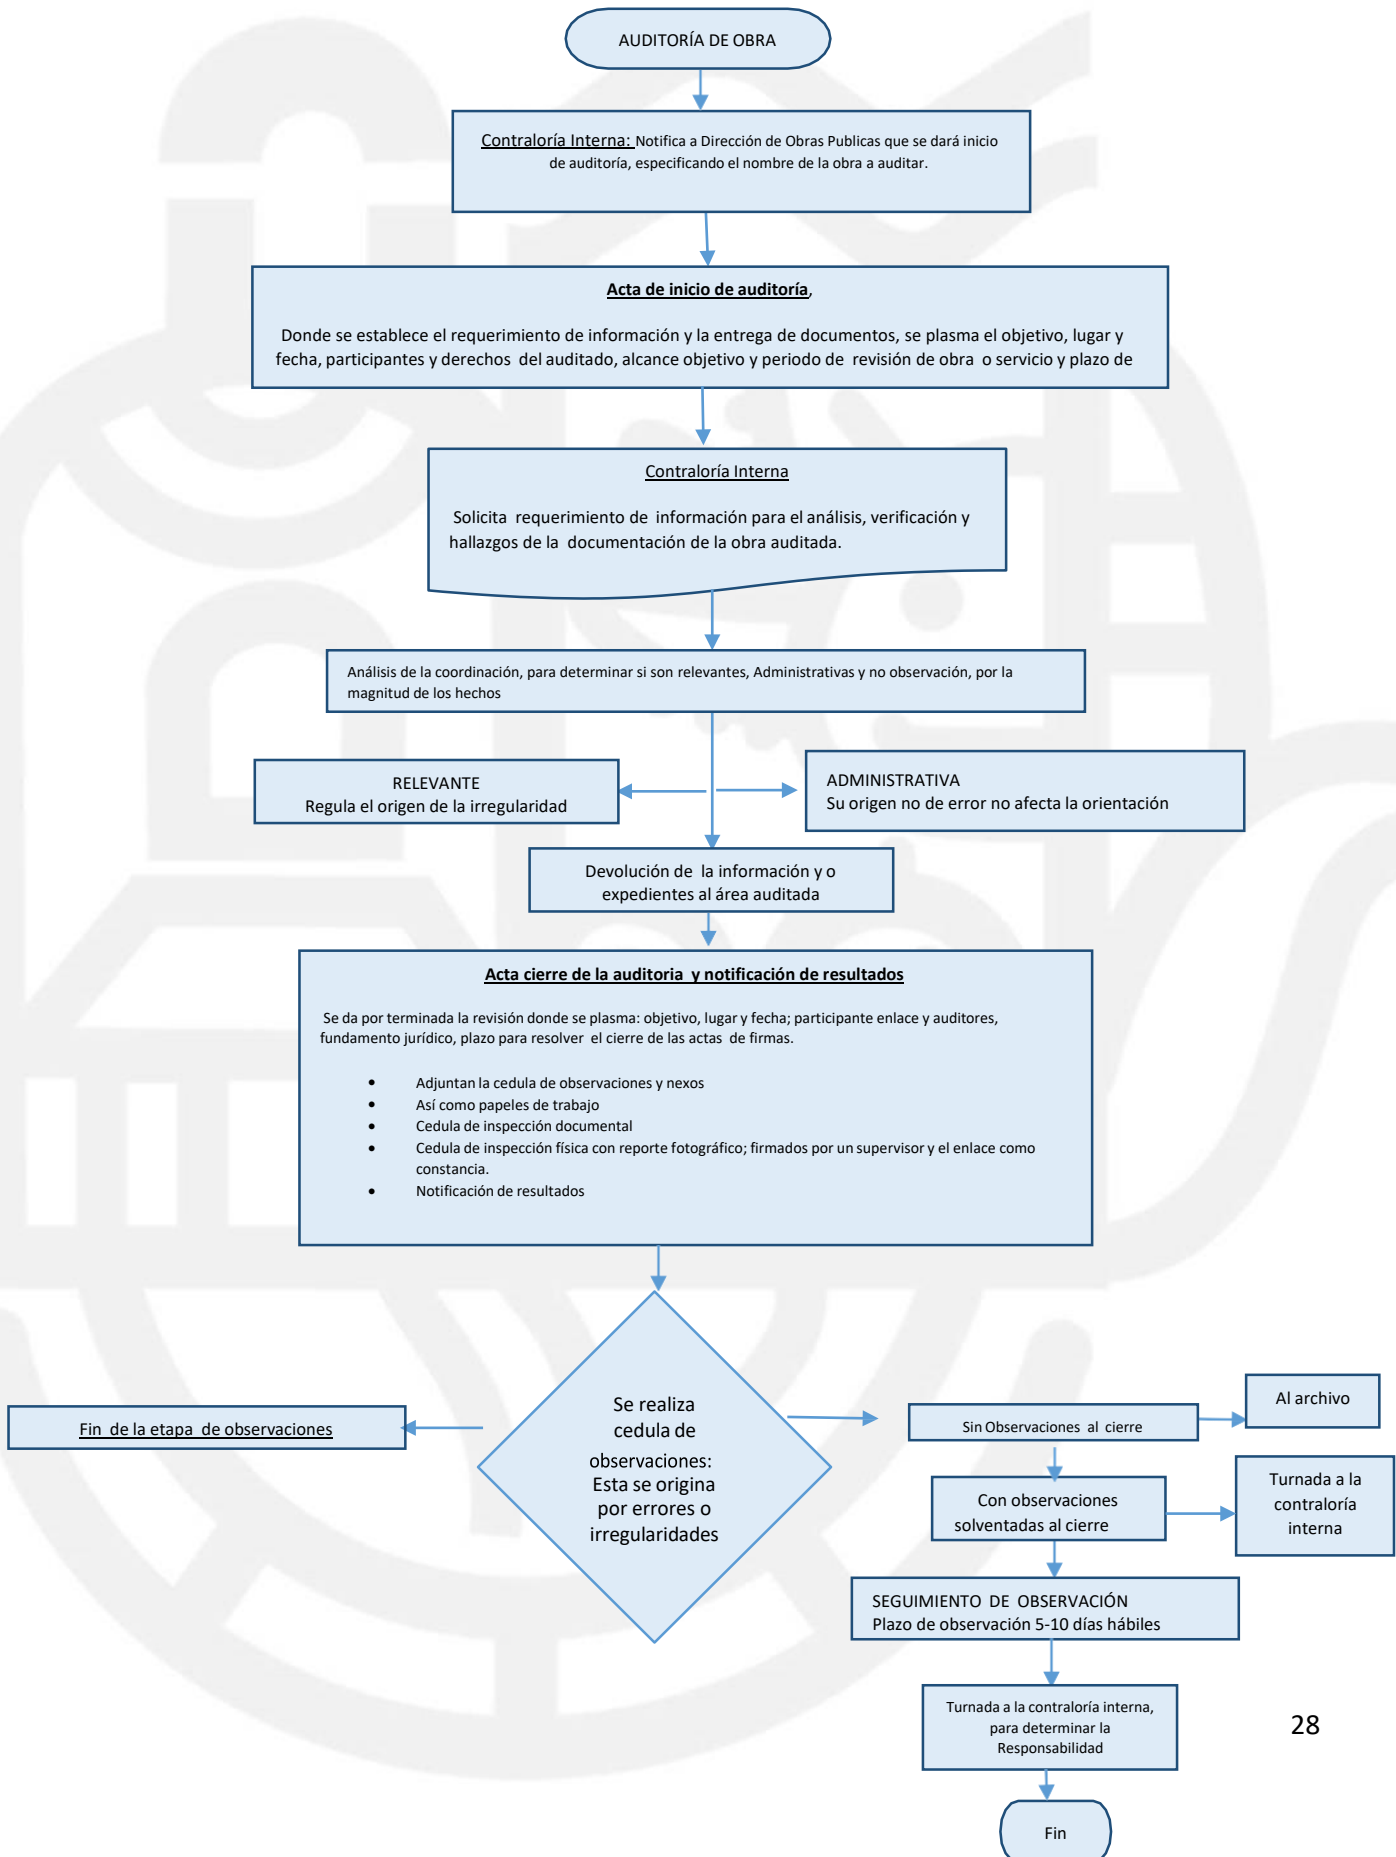 AUDITORÍA DE OBRA
Contraloría Interna: Notifica a Dirección de Obras Publicas que se dará inicio
de auditoría, especificando el nombre de la obra a auditar.
Acta de inicio de auditoría,
Donde se establece el requerimiento de información y la entrega de documentos, se plasma el objetivo, lugar y
fecha, participantes y derechos del auditado, alcance objetivo y periodo de revisión de obra o servicio y plazo de
Contraloría Interna
Solicita requerimiento de información para el análisis, verificación y
hallazgos de la documentación de la obra auditada.
Análisis de la coordinación, para determinar si son relevantes, Administrativas y no observación, por la
magnitud de los hechos
RELEVANTE
Regula el origen de la irregularidad
ADMINISTRATIVA
Su origen no de error no afecta la orientación
Devolución de la información y o
expedientes al área auditada
Acta cierre de la auditoria y notificación de resultados
Se da por terminada la revisión donde se plasma: objetivo, lugar y fecha; participante enlace y auditores,
fundamento jurídico, plazo para resolver el cierre de las actas de firmas.
• Adjuntan la cedula de observaciones y nexos
• Así como papeles de trabajo
• Cedula de inspección documental
• Cedula de inspección física con reporte fotográfico; firmados por un supervisor y el enlace como
constancia.
• Notificación de resultados
Fin de la etapa de observaciones
Se realiza
cedula de
observaciones:
Esta se origina
por errores o
irregularidades
Sin Observaciones al cierre
Al archivo
Con observaciones
solventadas al cierre
Turnada a la
contraloría
interna
SEGUIMIENTO DE OBSERVACIÓN
Plazo de observación 5-10 días hábiles
Turnada a la contraloría interna,
para determinar la
Responsabilidad
28
Fin